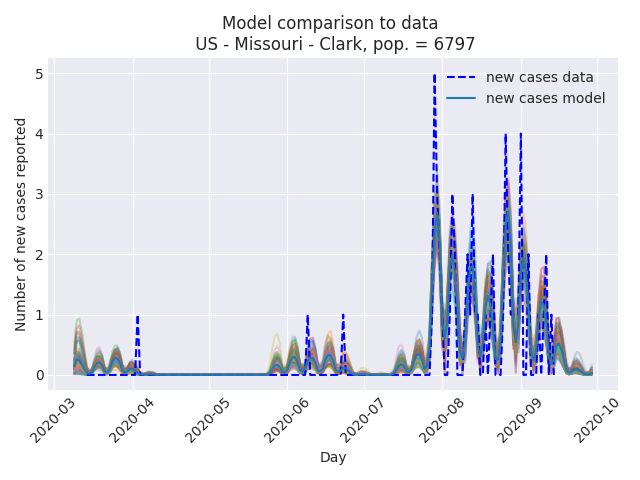 Model comparison to data
US - Missouri - Clark, pop. = 6797
new cases data
new cases model
Number of new cases reported
5
4
3
2
1
0
2020-03
2020-04
2020-05
2020-06
2020-07
2020-08
2020-09
2020-10
Day